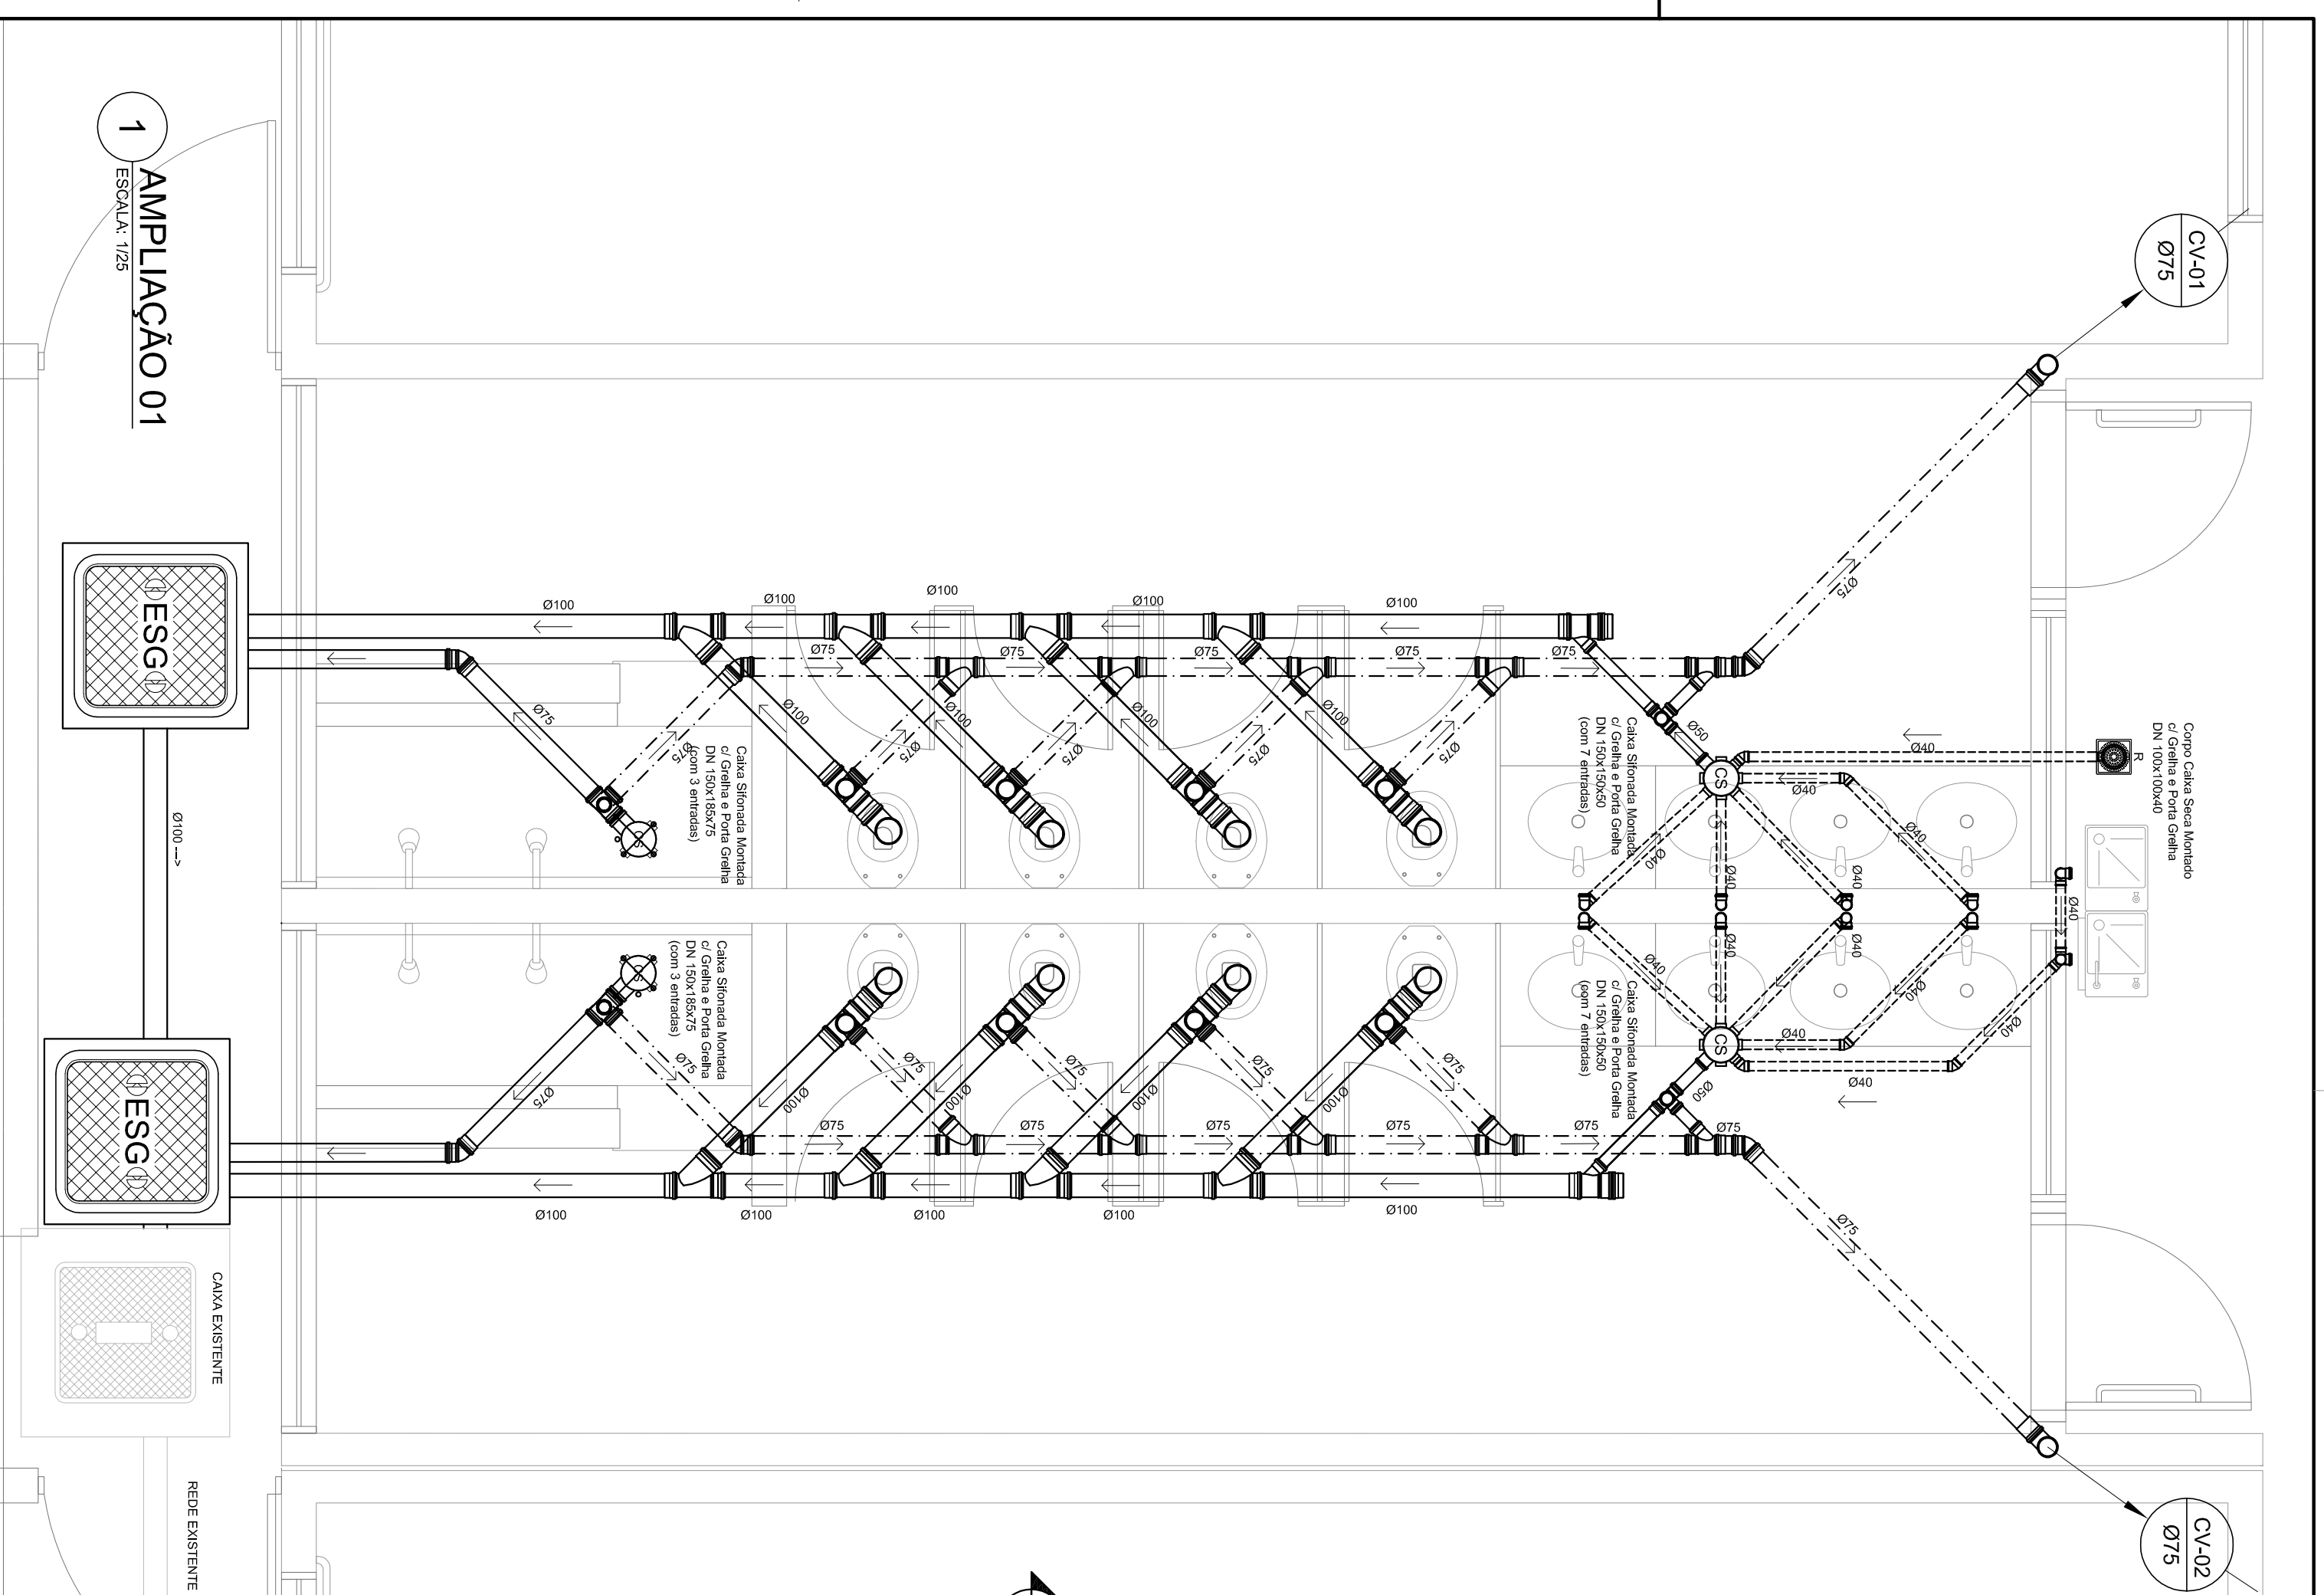 1
AMPLIAÇÃO 01
ESCALA: 1/25
CV-01
Ø75
CV-02
Ø75
Corpo Caixa Seca Montado
c/ Grelha e Porta Grelha
DN 100x100x40
R
Caixa Sifonada Montada
c/ Grelha e Porta Grelha
DN 150x150x50
(com 7 entradas)
Caixa Sifonada Montada
c/ Grelha e Porta Grelha
DN 150x185x75
(com 3 entradas)
Ø100
Ø100
Ø100
Ø100
Ø100
Ø75
Ø75
Ø75
Ø75
Ø75
Ø75
Ø75
Ø75
Ø75
Ø75
Ø75
Ø75
Ø100
Ø100
Ø100
Ø100
Ø50
Ø40
Ø40
Ø40
Ø40
Ø40
Ø40
Ø40
CS
S
ESG
Ø100 -->
Caixa Sifonada Montada
c/ Grelha e Porta Grelha
DN 150x185x75
(com 3 entradas)
Caixa Sifonada Montada
c/ Grelha e Porta Grelha
DN 150x150x50
(com 7 entradas)
S
CS
ESG
Ø40
Ø40
Ø40
Ø40
Ø40
Ø40
Ø40
Ø50
Ø75
Ø75
Ø75
Ø75
Ø75
Ø75
Ø100
Ø100
Ø100
Ø100
Ø75
Ø75
Ø75
Ø75
Ø75
Ø75
Ø75
Ø100
Ø100
Ø100
Ø100
Ø100
CAIXA EXISTENTE
REDE EXISTENTE